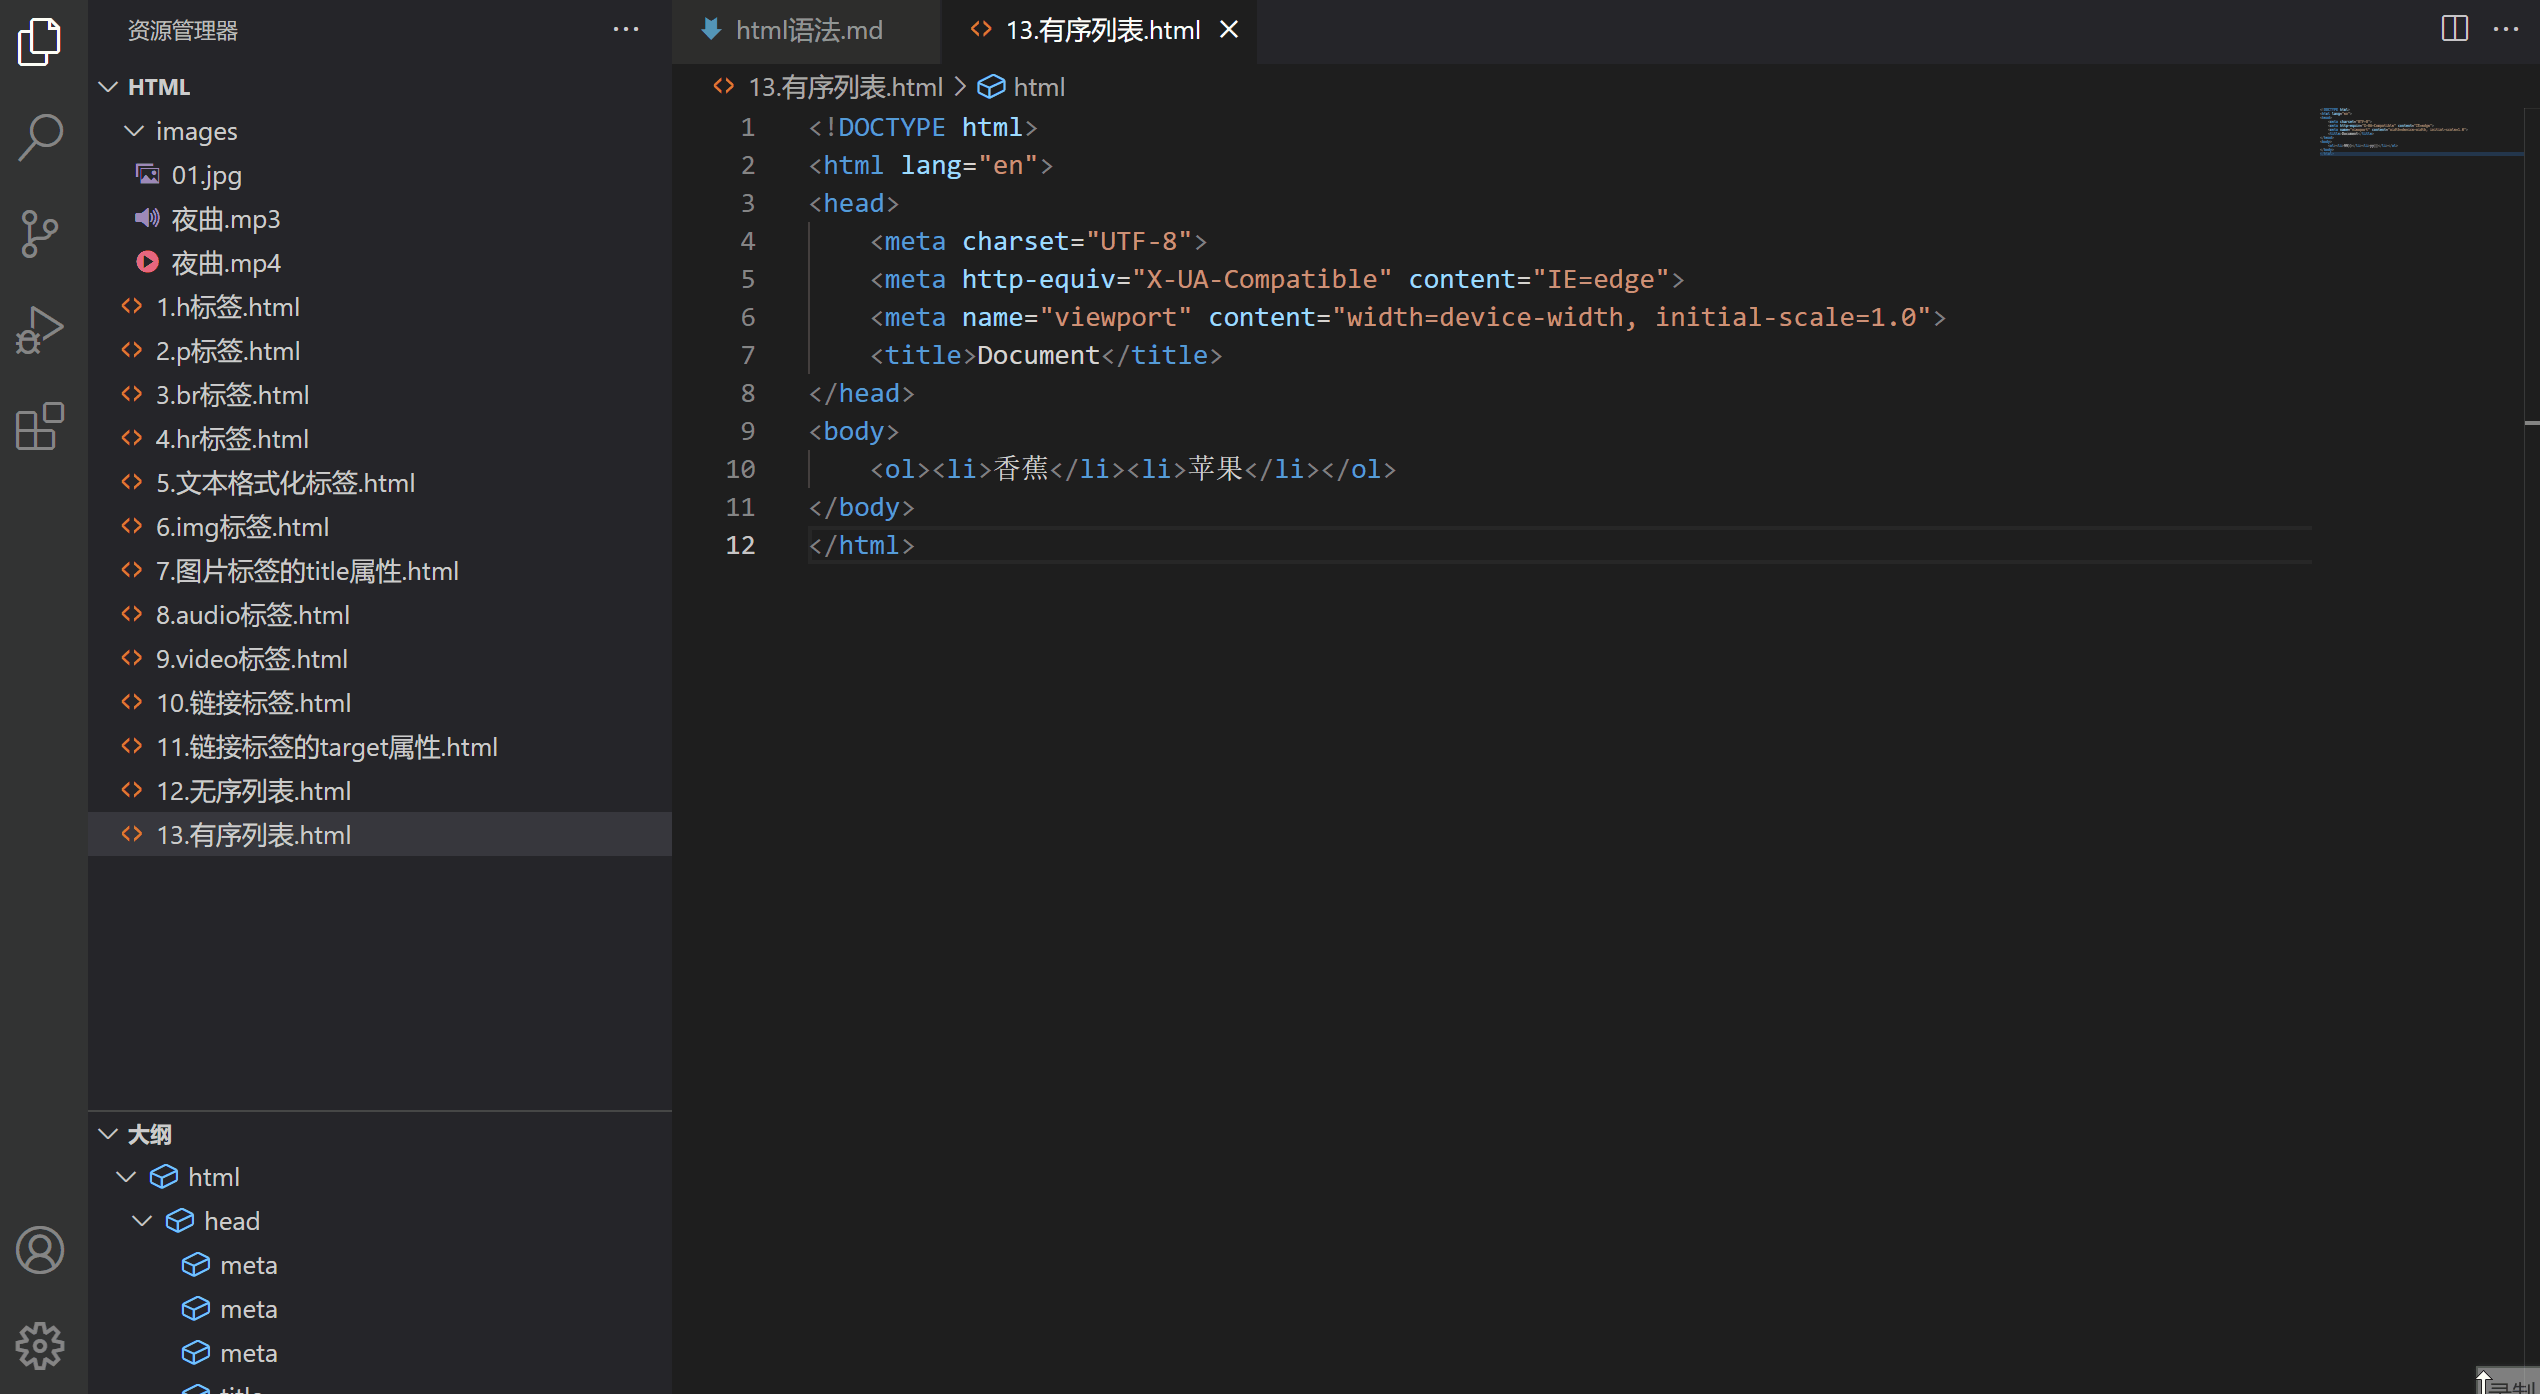 资源管理器
HTML
images
01.jpg
夜曲.mp3
夜曲.mp4
1.h标签.html
2.p标签.html
3.br标签.html
4.hr标签.html
5.文本格式化标签.html
6.img标签.html
7.图片标签的title属性.html
8.audio标签.html
9.video标签.html
10.链接标签.html
11.链接标签的target属性.html
12.无序列表.html
13.有序列表.html
大纲
html
head
meta
meta
meta
title
html语法.md
13.有序列表.html
13.有序列表.html > html
1 <!DOCTYPE html>
2 <html lang="en">
3 <head>
4 <meta charset="UTF-8">
5 <meta http-equiv="X-UA-Compatible" content="IE=edge">
6 <meta name="viewport" content="width=device-width, initial-scale=1.0">
7 <title>Document</title>
8 </head>
9 <body>
10 <ol><li>香蕉</li><li>苹果</li></ol>
11 </body>
12 </html>